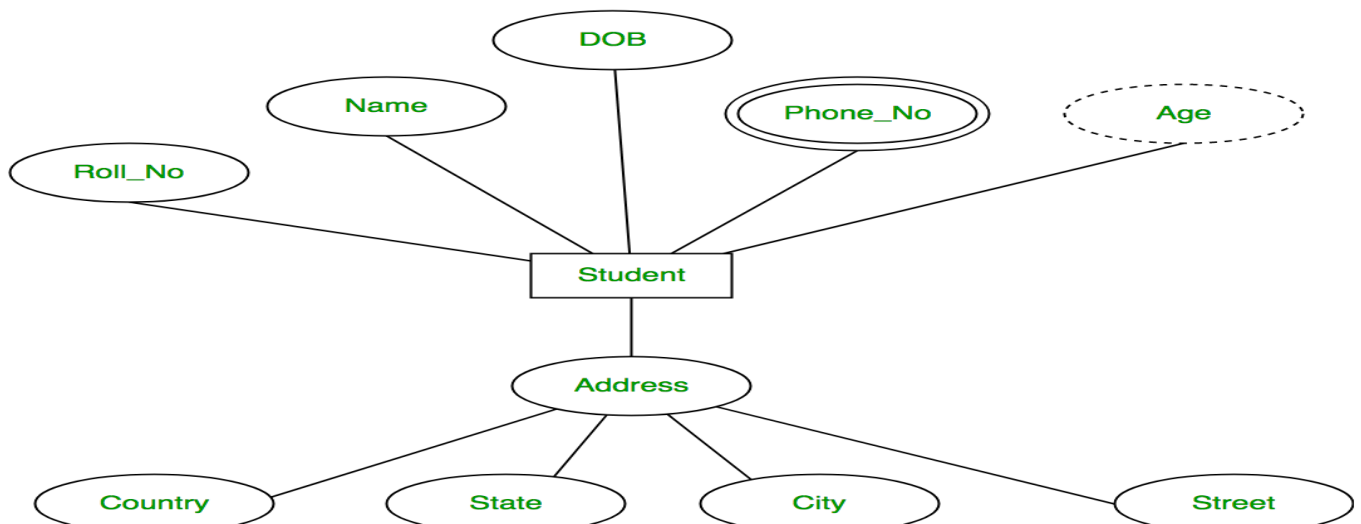 DOB
Name
Phone_No
Age
Roll_No
Student
Address
Country
State
City
Street